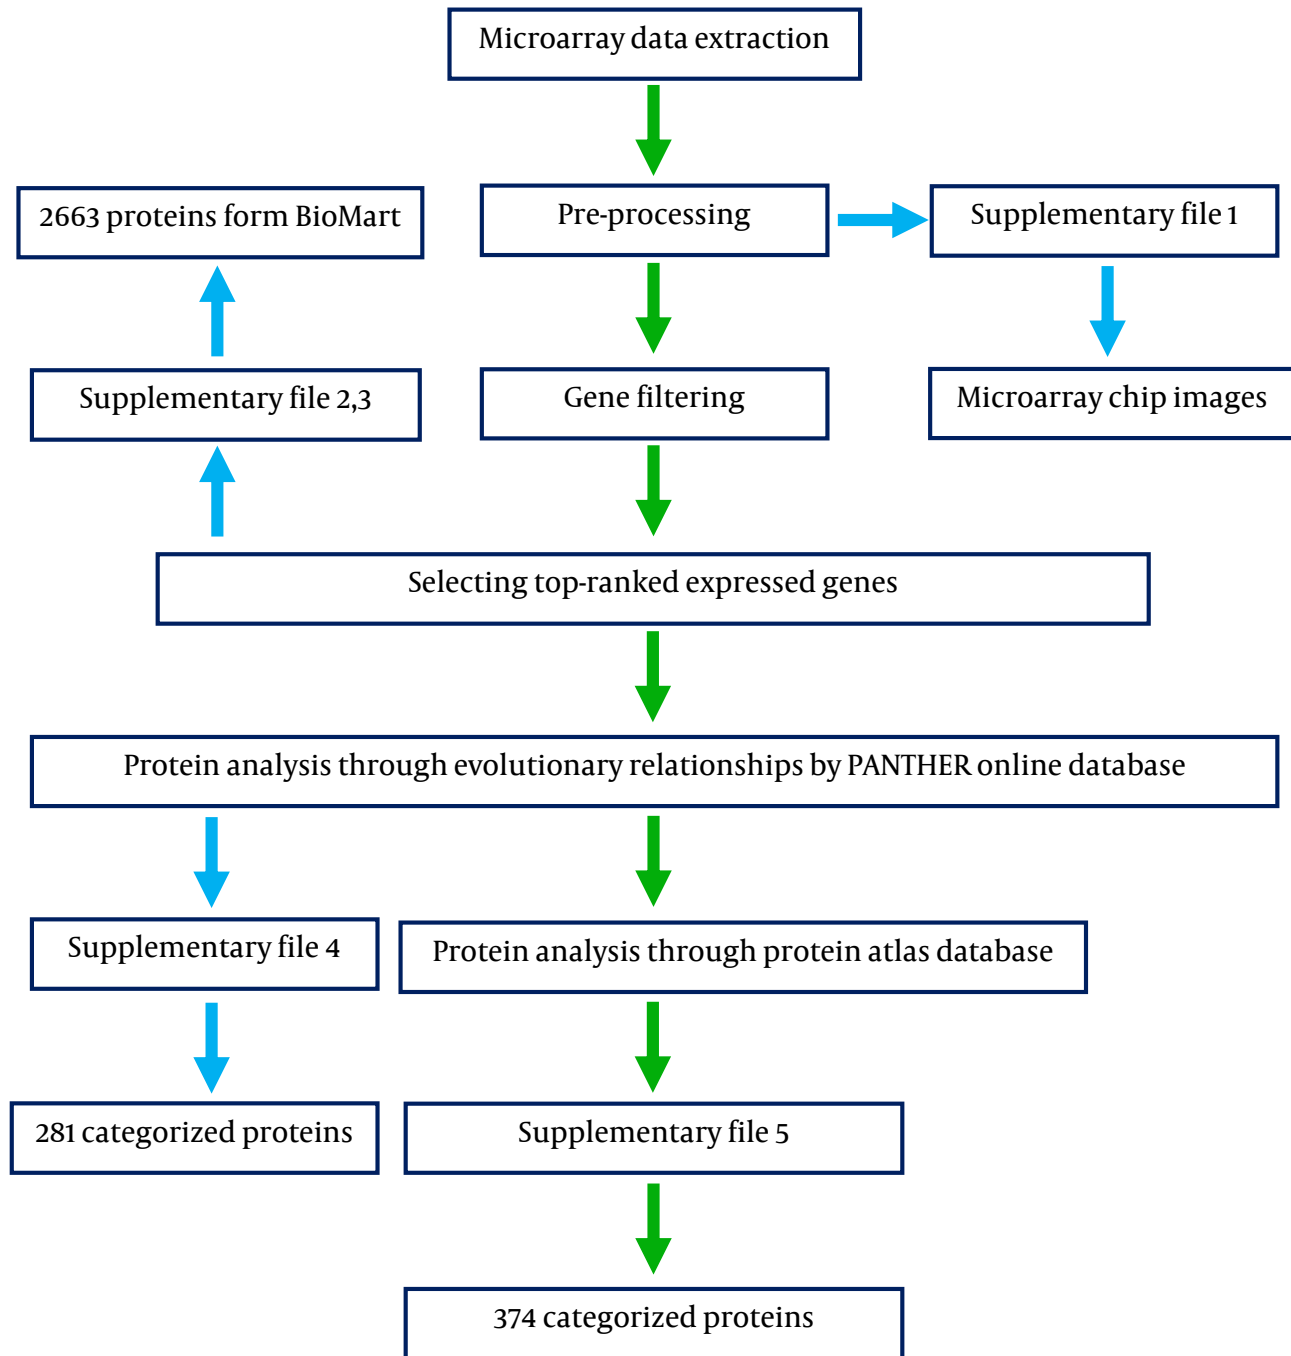 Microarray data extraction
2663 proteins form BioMart
Pre-processing
Supplementary file 1
Supplementary file 2,3
Gene filtering
Microarray chip images
Selecting top-ranked expressed genes
Protein analysis through evolutionary relationships by PANTHER online database
Supplementary file 4
Protein analysis through protein atlas database
281 categorized proteins
Supplementary file 5
374 categorized proteins